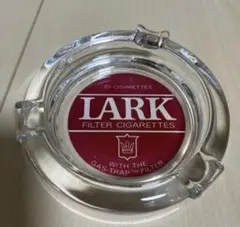 20 CIGARETTES
LARK
FILTER CIGARETTES
WITH THE
GAS-TRAP FILTER